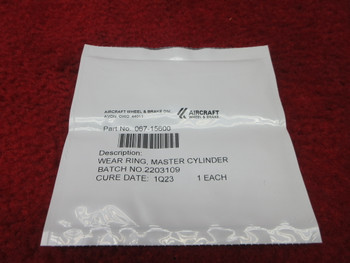 AIRCRAFT WHEEL & BRAKE INC.
AVON, OHIO 44011
AIRCRAFT
WHEEL & BRAKE
Part No. 067-15600
Description:
WEAR RING, MASTER CYLINDER
BATCH NO.2203109
CURE DATE: 1Q23 1 EACH